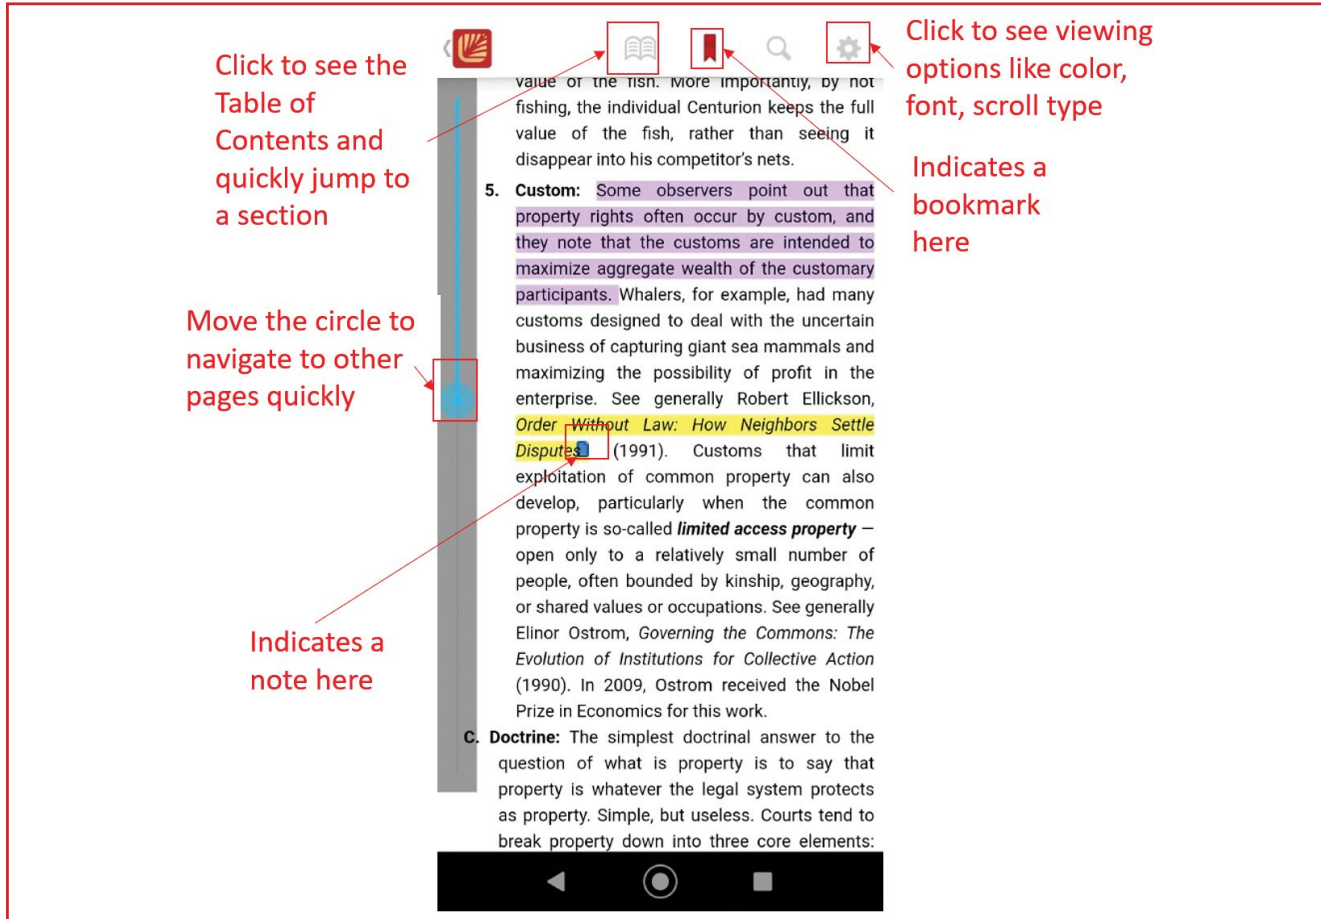 Click to see the
Table of
Contents and
quickly jump to
a section
Move the circle to
navigate to other
pages quickly
Indicates a
note here
Click to see viewing
options like color,
font, scroll type
Indicates a
bookmark
here
value of the fish. More importantly, by not
fishing, the individual Centurion keeps the full
value of the fish, rather than seeing it
disappear into his competitor's nets.
5. Custom: Some observers point out that
property rights often occur by custom, and
they note that the customs are intended to
maximize aggregate wealth of the customary
participants. Whalers, for example, had many
customs designed to deal with the uncertain
business of capturing giant sea mammals and
maximizing the possibility of profit in the
enterprise. See generally Robert Ellickson,
Order Without Law: How Neighbors Settle
Disputes (1991). Customs that limit
exploitation of common property can also
develop, particularly when the common
property is so-called limited access property —
open only to a relatively small number of
people, often bounded by kinship, geography,
or shared values or occupations. See generally
Elinor Ostrom, Governing the Commons: The
Evolution of Institutions for Collective Action
(1990). In 2009, Ostrom received the Nobel
Prize in Economics for this work.
C. Doctrine: The simplest doctrinal answer to the
question of what is property is to say that
property is whatever the legal system protects
as property. Simple, but useless. Courts tend to
break property down into three core elements: